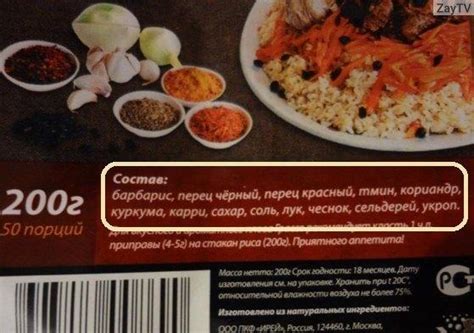 ZayTV
Состав:
барбарис, перец чёрный, перец красный, тмин, кориандр,
куркума, карри, сахар, соль, лук, чеснок, сельдерей, укроп.
200г
50 порций
приправы (4-5г) на стакан риса. Приятного аппетита!
Масса нетто: 200г Срок годности: 18 месяцев. Дату
изготовления см. на упаковке. Хранить при t 20С˚,
относительной влажности воздух не более 75%.
Изготовлено из натуральных ингредиентов:
ООО ПКФ «ИРЕЙ», Россия, 124460, г. Москва,
РС